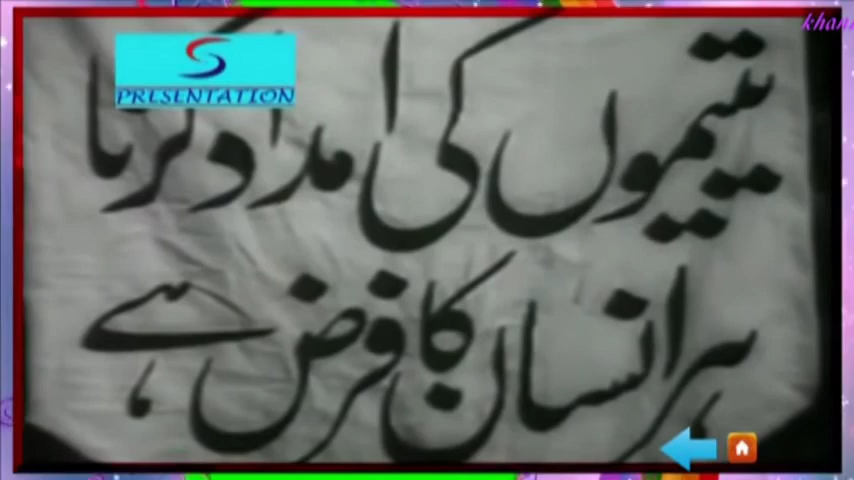 S
PRESENTATION
یتیموں کی امداد کرنا
ہر انسان کا فرض ہے